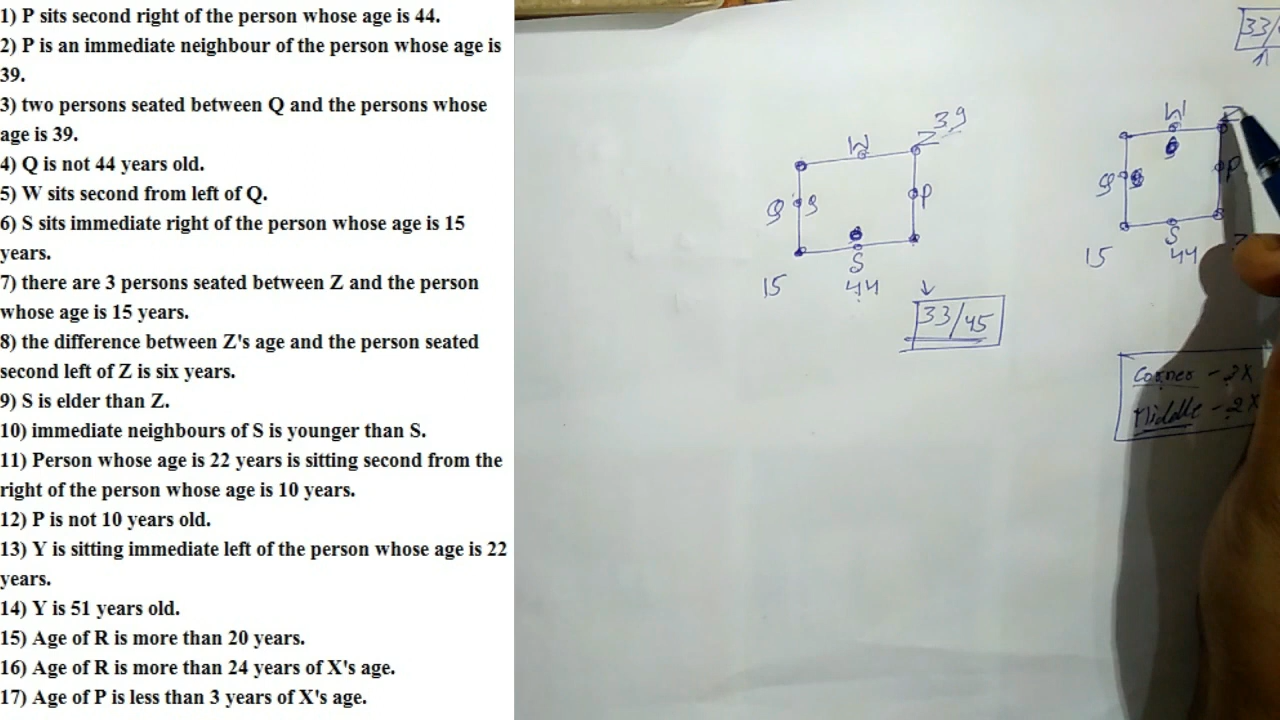 1) P sits second right of the person whose age is 44.
2) P is an immediate neighbour of the person whose age is
39.
3) two persons seated between Q and the persons whose
age is 39.
4) Q is not 44 years old.
5) W sits second from left of Q.
6) S sits immediate right of the person whose age is 15
years.
7) there are 3 persons seated between Z and the person
whose age is 15 years.
8) the difference between Z's age and the person seated
second left of Z is six years.
9) S is elder than Z.
10) immediate neighbours of S is younger than S.
11) Person whose age is 22 years is sitting second from the
right of the person whose age is 10 years.
12) P is not 10 years old.
13) Y is sitting immediate left of the person whose age is 22
years.
14) Y is 51 years old.
15) Age of R is more than 20 years.
16) Age of R is more than 24 years of X's age.
17) Age of P is less than 3 years of X's age.
33/
39
W Z
Q P
S
15 44
33/45
W Z
Q P
S
15 44
Corner - 3X
Middle - 2X